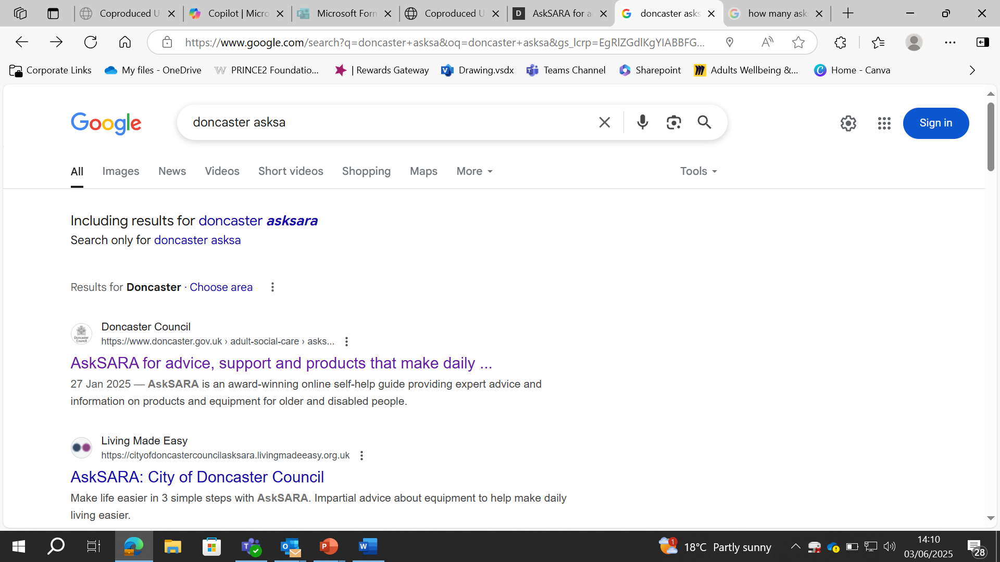 Coproduced U
Copilot | Micro
Microsoft Forn
Coproduced U
AskSARA for a
doncaster asks
how many ask
https://www.google.com/search?q=doncaster+asksa&oq=doncaster+asksa&gs_lcrp=EgRlZGdlKgYIABBFG...
Corporate Links
My files - OneDrive
PRINCE2 Foundatio...
| Rewards Gateway
Drawing.vsdx
Teams Channel
Sharepoint
Adults Wellbeing &...
Home - Canva
Google
doncaster asksa
Sign in
All
Images
News
Videos
Short videos
Shopping
Maps
More
Tools
Including results for doncaster asksara
Search only for doncaster asksa
Results for Doncaster · Choose area
Doncaster Council
https://www.doncaster.gov.uk › adult-social-care › asks...
AskSARA for advice, support and products that make daily ...
27 Jan 2025 — AskSARA is an award-winning online self-help guide providing expert advice and
information on products and equipment for older and disabled people.
Living Made Easy
https://cityofdoncastercouncilasksara.livingmadeeasy.org.uk
AskSARA: City of Doncaster Council
Make life easier in 3 simple steps with AskSARA. Impartial advice about equipment to help make daily
living easier.
1
18°C Partly sunny
14:10
03/06/2025
28